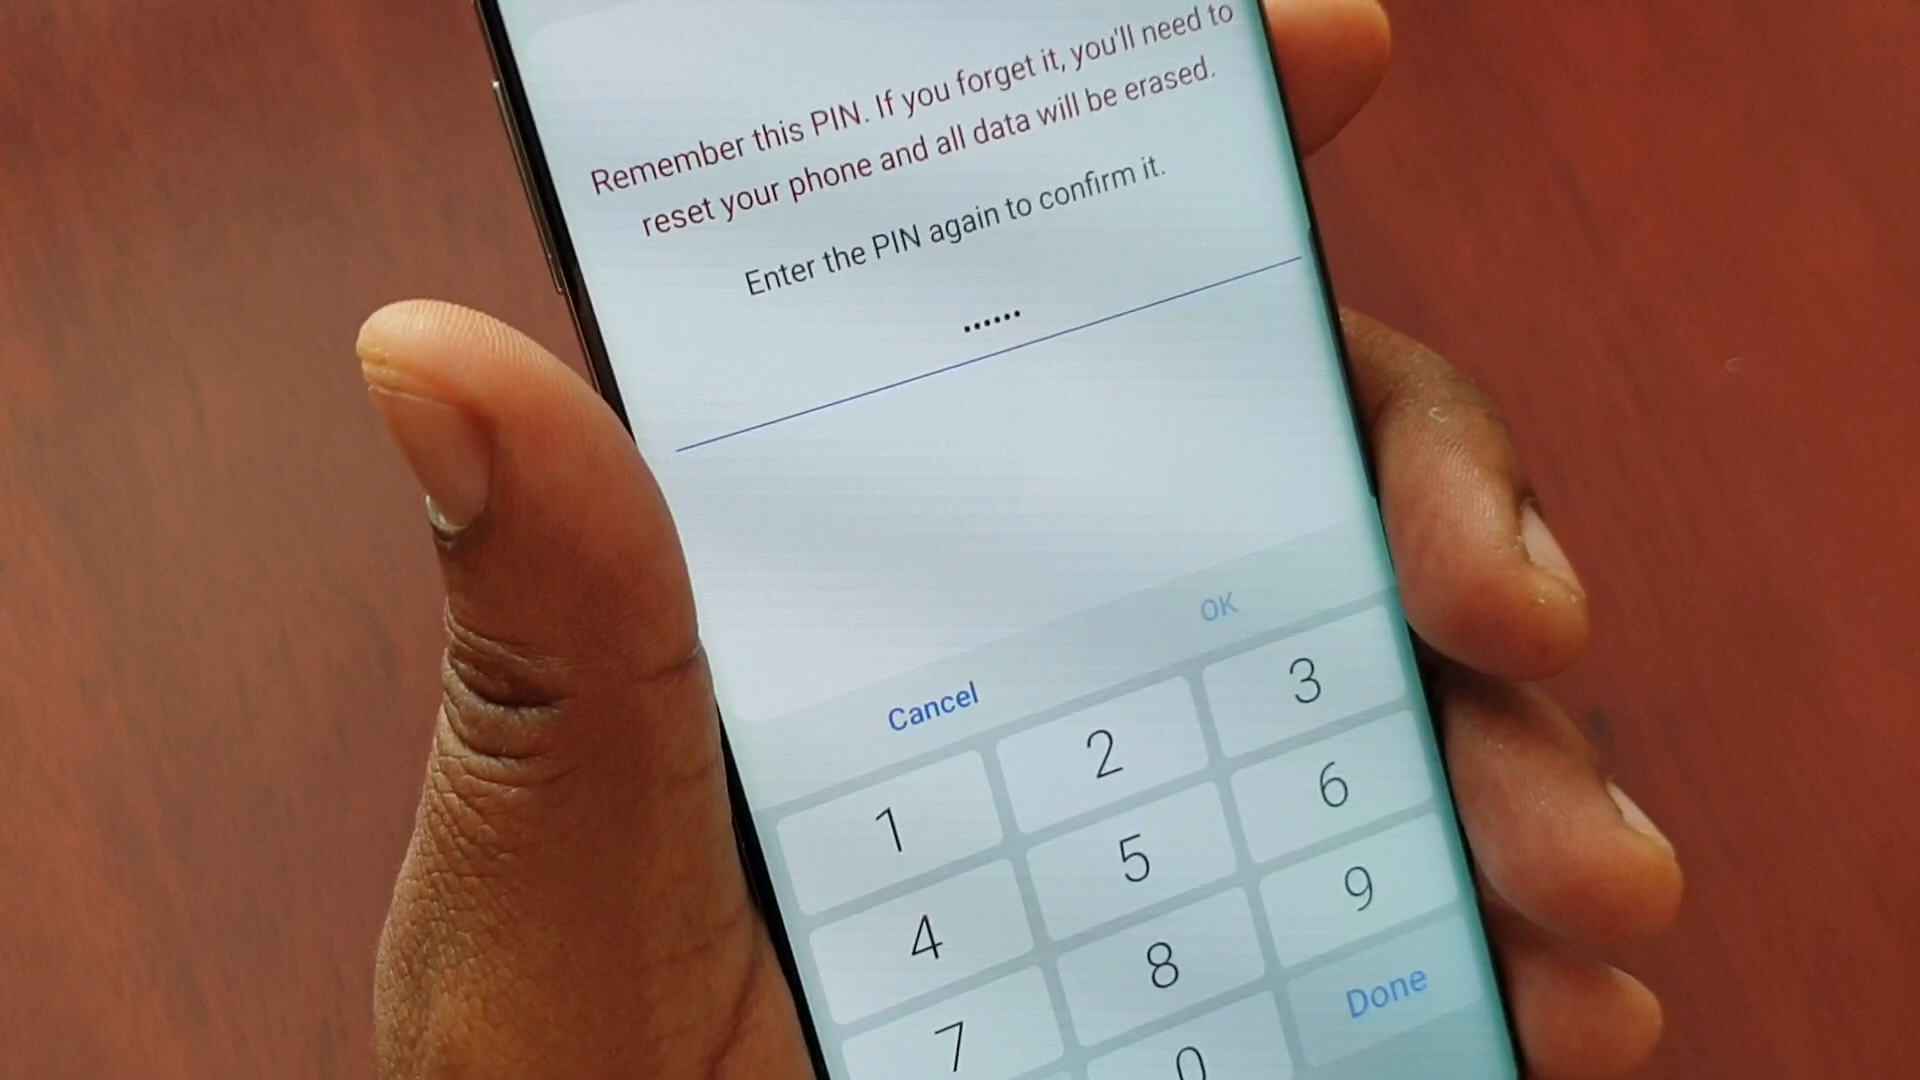 Remember this PIN. If you forget it, you'll need to
reset your phone and all data will be erased.
Enter the PIN again to confirm it.
••••••
Cancel OK
1 2 3
4 5 6
7 8 9
0 Done